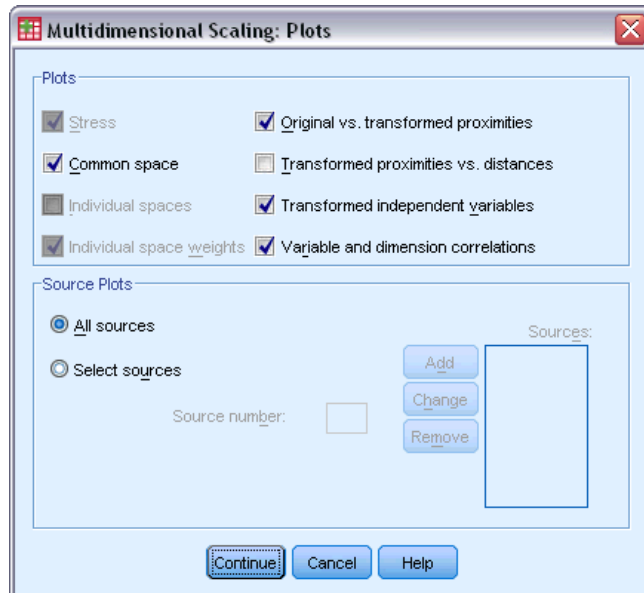 Multidimensional Scaling: Plots
Plots
Stress
Original vs. transformed proximities
Common space
Transformed proximities vs. distances
Individual spaces
Transformed independent variables
Individual space weights
Variable and dimension correlations
Source Plots
All sources
Sources:
Select sources
Add
Change
Source number:
Remove
Continue
Cancel
Help